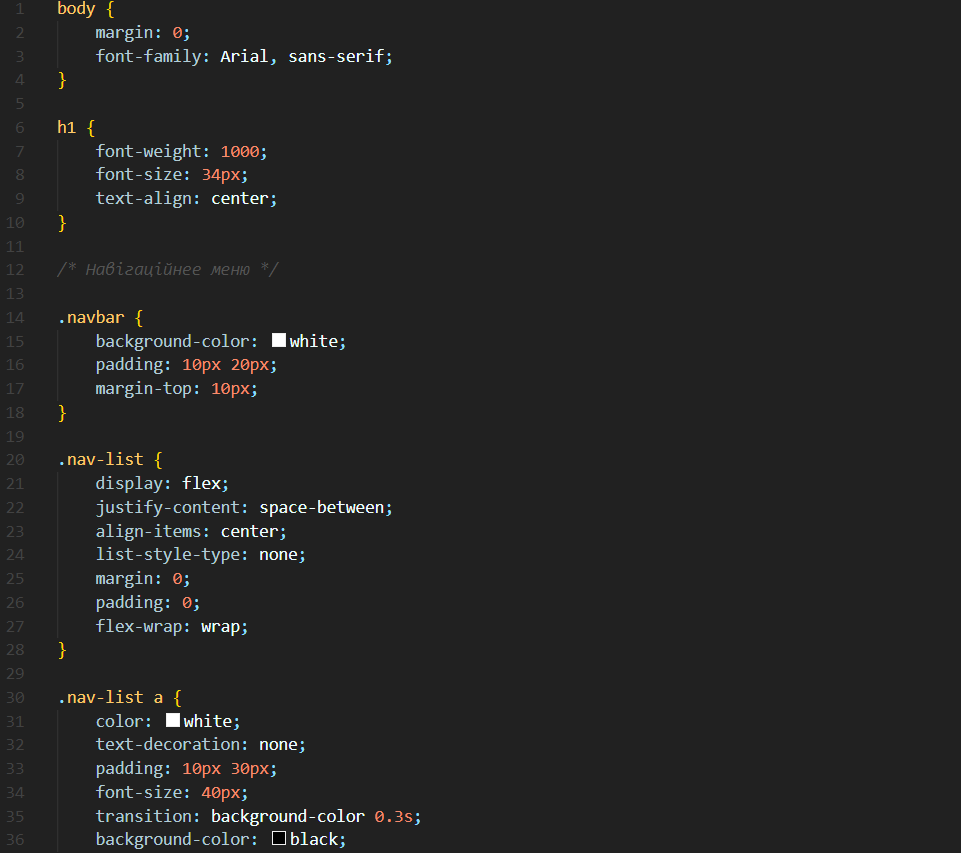 1 body {
2 margin: 0;
3 font-family: Arial, sans-serif;
4 }
5
6 h1 {
7 font-weight: 1000;
8 font-size: 34px;
9 text-align: center;
10 }
11
12 /* Навігаційнее меню */
13
14 .navbar {
15 background-color: white;
16 padding: 10px 20px;
17 margin-top: 10px;
18 }
19
20 .nav-list {
21 display: flex;
22 justify-content: space-between;
23 align-items: center;
24 list-style-type: none;
25 margin: 0;
26 padding: 0;
27 flex-wrap: wrap;
28 }
29
30 .nav-list a {
31 color: white;
32 text-decoration: none;
33 padding: 10px 30px;
34 font-size: 40px;
35 transition: background-color 0.3s;
36 background-color: black;